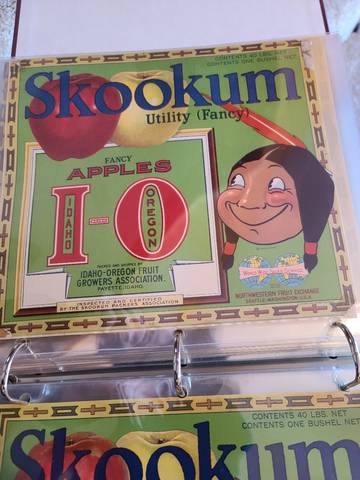 CONTENTS 40 LBS. NET
CONTENTS ONE BUSHEL NET
Skookum
Utility (Fancy)
FANCY
APPLES
I-O
IDAHO
OREGON
PACKED AND SHIPPED BY
IDAHO-OREGON FRUIT
GROWERS ASSOCIATION.
PAYETTE, IDAHO.
INSPECTED AND CERTIFIED
BY THE SKOOKUM PACKERS ASSOCIATION
NORTHWESTERN FRUIT EXCHANGE
SEATTLE, WASHINGTON, U.S.A.
CONTENTS 40 LBS. NET
CONTENTS ONE BUSHEL NET
Skookum